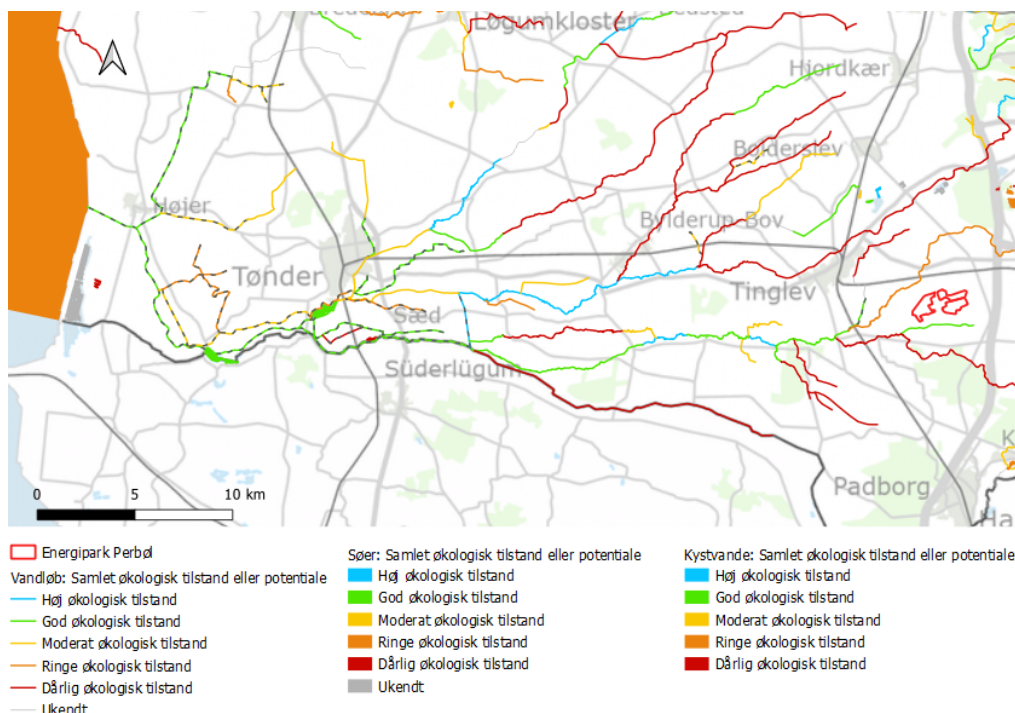 Løgumkloster
Hjordkær
Bolderslev
Højer
Bylderup-Bov
Tønder
Tinglev
Sæd
Süderlügum
Padborg
0 5 10 km
Energipark Perbøl
Vandløb: Samlet økologisk tilstand eller potentiale
Høj økologisk tilstand
God økologisk tilstand
Moderat økologisk tilstand
Ringe økologisk tilstand
Dårlig økologisk tilstand
Ukendt
Søer: Samlet økologisk tilstand eller potentiale
Høj økologisk tilstand
God økologisk tilstand
Moderat økologisk tilstand
Ringe økologisk tilstand
Dårlig økologisk tilstand
Ukendt
Kystvande: Samlet økologisk tilstand eller potentiale
Høj økologisk tilstand
God økologisk tilstand
Moderat økologisk tilstand
Ringe økologisk tilstand
Dårlig økologisk tilstand